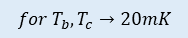 for T_b, T_c → 20mK